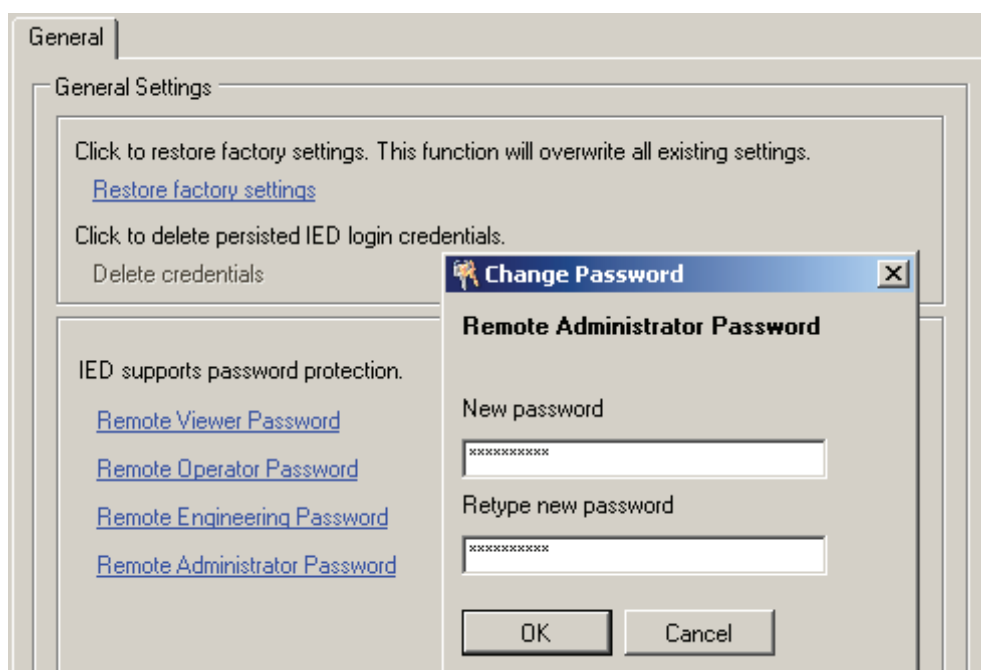 General
General Settings
Click to restore factory settings. This function will overwrite all existing settings.
Restore factory settings
Click to delete persisted IED login credentials.
Delete credentials
IED supports password protection.
Remote Viewer Password
Remote Operator Password
Remote Engineering Password
Remote Administrator Password
Change Password
Remote Administrator Password
New password
xxxxxxxxxx
Retype new password
xxxxxxxxxx
OK
Cancel